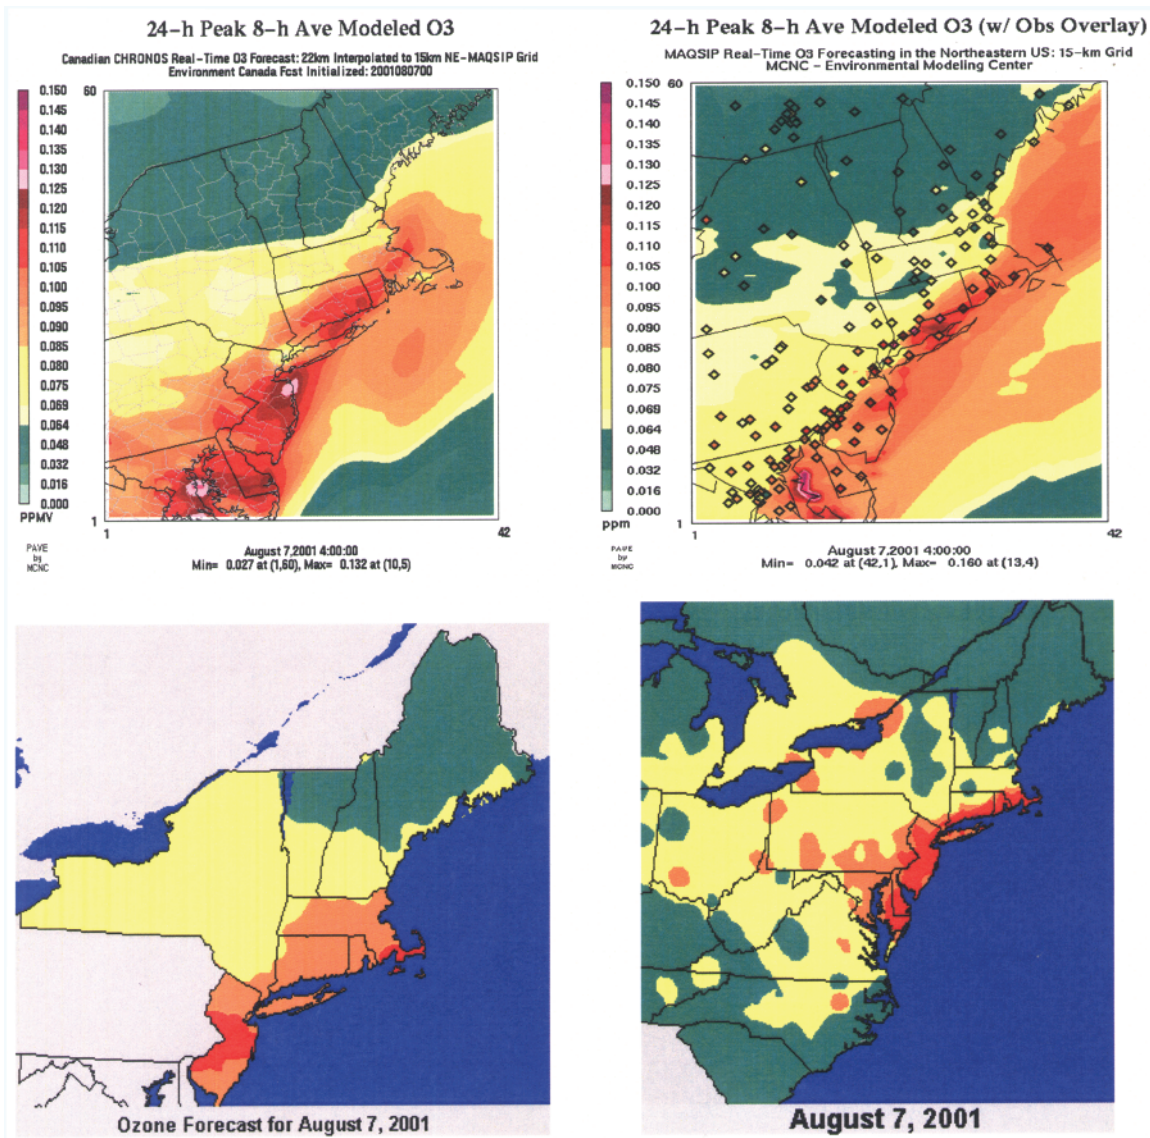 24-h Peak 8-h Ave Modeled O3
Canadian CHRONOS Real-Time O3 Forecast: 22km Interpolated to 15km NE-MAQSIP Grid
Environment Canada Fcst Initialized: 2001080700
0.150
0.145
0.140
0.135
0.130
0.125
0.120
0.115
0.110
0.105
0.100
0.095
0.090
0.085
0.080
0.075
0.069
0.064
0.048
0.032
0.016
0.000
PPMV
60
1
1
42
PAVE
by
MCNC
August 7,2001 4:00:00
Min= 0.027 at (1,60), Max= 0.132 at (10,5)
24-h Peak 8-h Ave Modeled O3 (w/ Obs Overlay)
MAQSIP Real-Time O3 Forecasting in the Northeastern US: 15-km Grid
MCNC - Environmental Modeling Center
0.150
0.145
0.140
0.135
0.130
0.125
0.120
0.115
0.110
0.105
0.100
0.095
0.090
0.085
0.080
0.075
0.069
0.064
0.048
0.032
0.016
0.000
ppm
60
1
1
42
PAVE
by
MCNC
August 7,2001 4:00:00
Min= 0.042 at (42,1), Max= 0.160 at (13,4)
Ozone Forecast for August 7, 2001
August 7, 2001